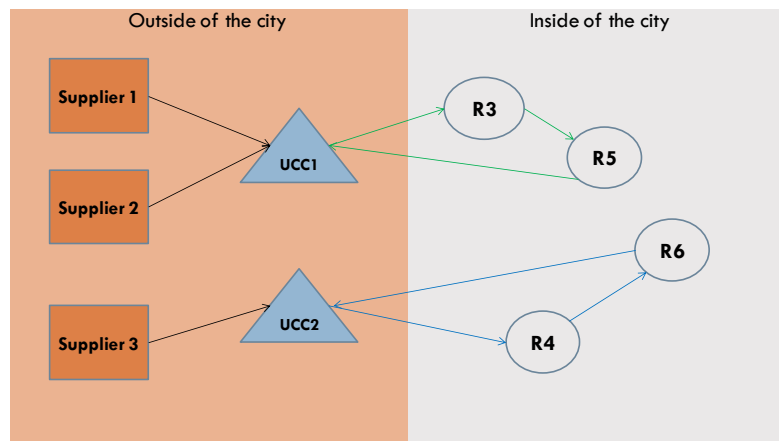 Outside of the city
Inside of the city
Supplier 1
R3
UCC1
R5
Supplier 2
R6
UCC2
Supplier 3
R4